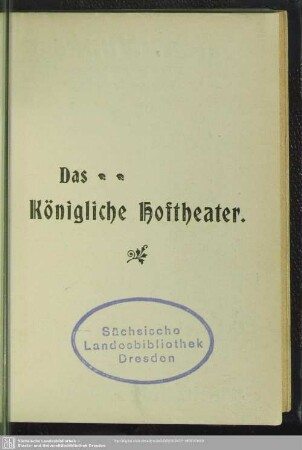 Das
Königliche Hoftheater.
Sächsische
Landesbibliothek
Dresden